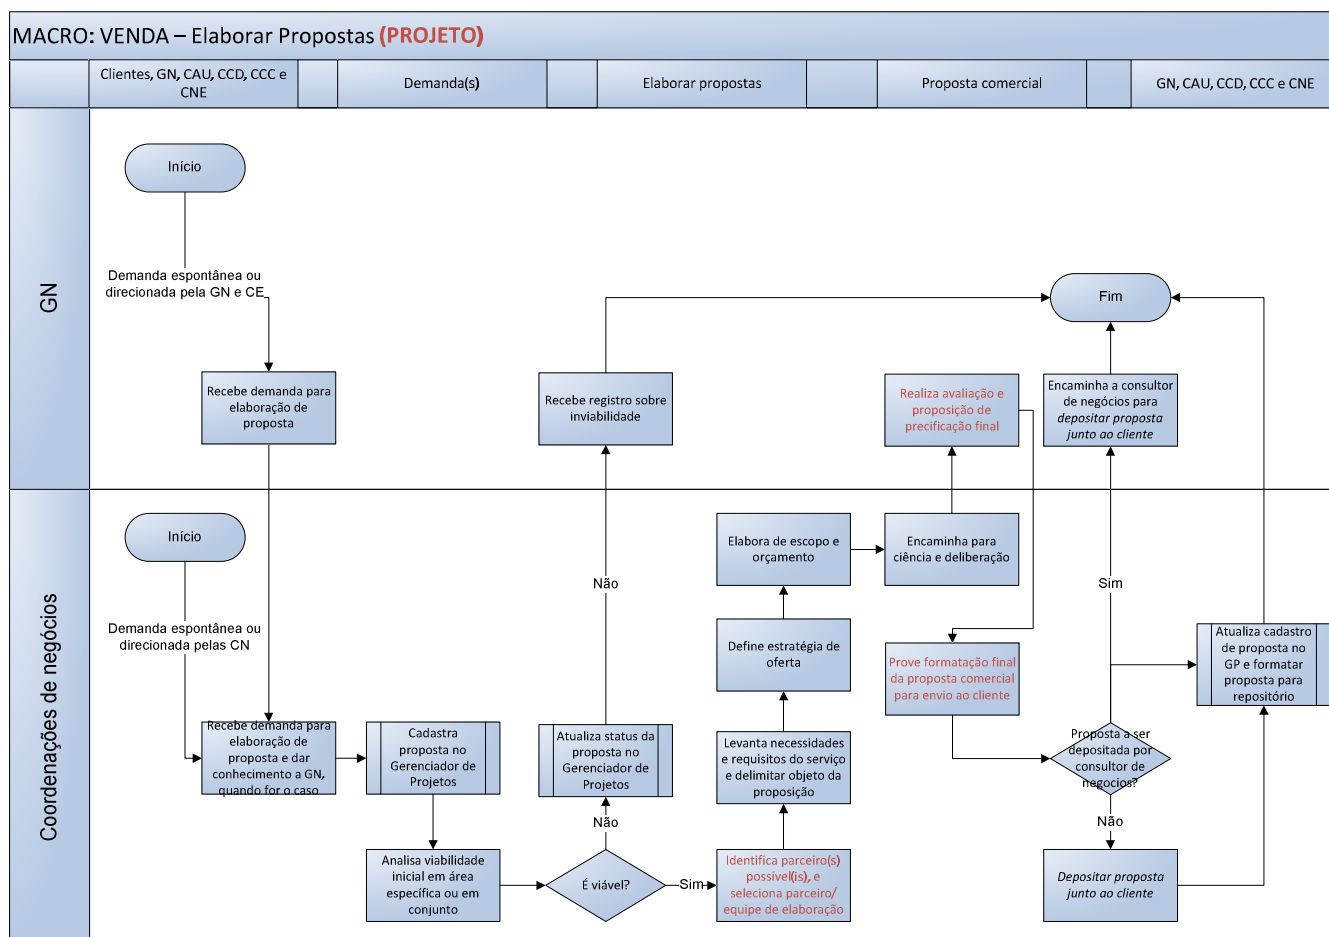 MACRO: VENDA – Elaborar Propostas (PROJETO)
Clientes, GN, CAU, CCD, CCC e
CNE
Demanda(s)
Elaborar propostas
Proposta comercial
GN, CAU, CCD, CCC e CNE
GN
Início
Demanda espontânea ou
direcionada pela GN e CE
Recebe demanda para
elaboração de
proposta
Recebe registro sobre
inviabilidade
Realiza avaliação e
proposição de
precificação final
Fim
Encaminha a consultor
de negócios para
depositar proposta
junto ao cliente
Coordenações de negócios
Início
Demanda espontânea ou
direcionada pelas CN
Recebe demanda para
elaboração de
proposta e dar
conhecimento a GN,
quando for o caso
Cadastra
proposta no
Gerenciador de
Projetos
Analisa viabilidade
inicial em área
específica ou em
conjunto
Não
Atualiza status da
proposta no
Gerenciador de
Projetos
Não
É viável?
Sim
Elabora de escopo e
orçamento
Define estratégia de
oferta
Levanta necessidades
e requisitos do serviço
e delimitar objeto da
proposição
Identifica parceiro(s)
possível(is), e
seleciona parceiro/
equipe de elaboração
Encaminha para
ciência e deliberação
Prove formatação final
da proposta comercial
para envio ao cliente
Sim
Proposta a ser
depositada por
consultor de
negocios?
Não
Depositar proposta
junto ao cliente
Atualiza cadastro
de proposta no
GP e formatar
proposta para
repositório